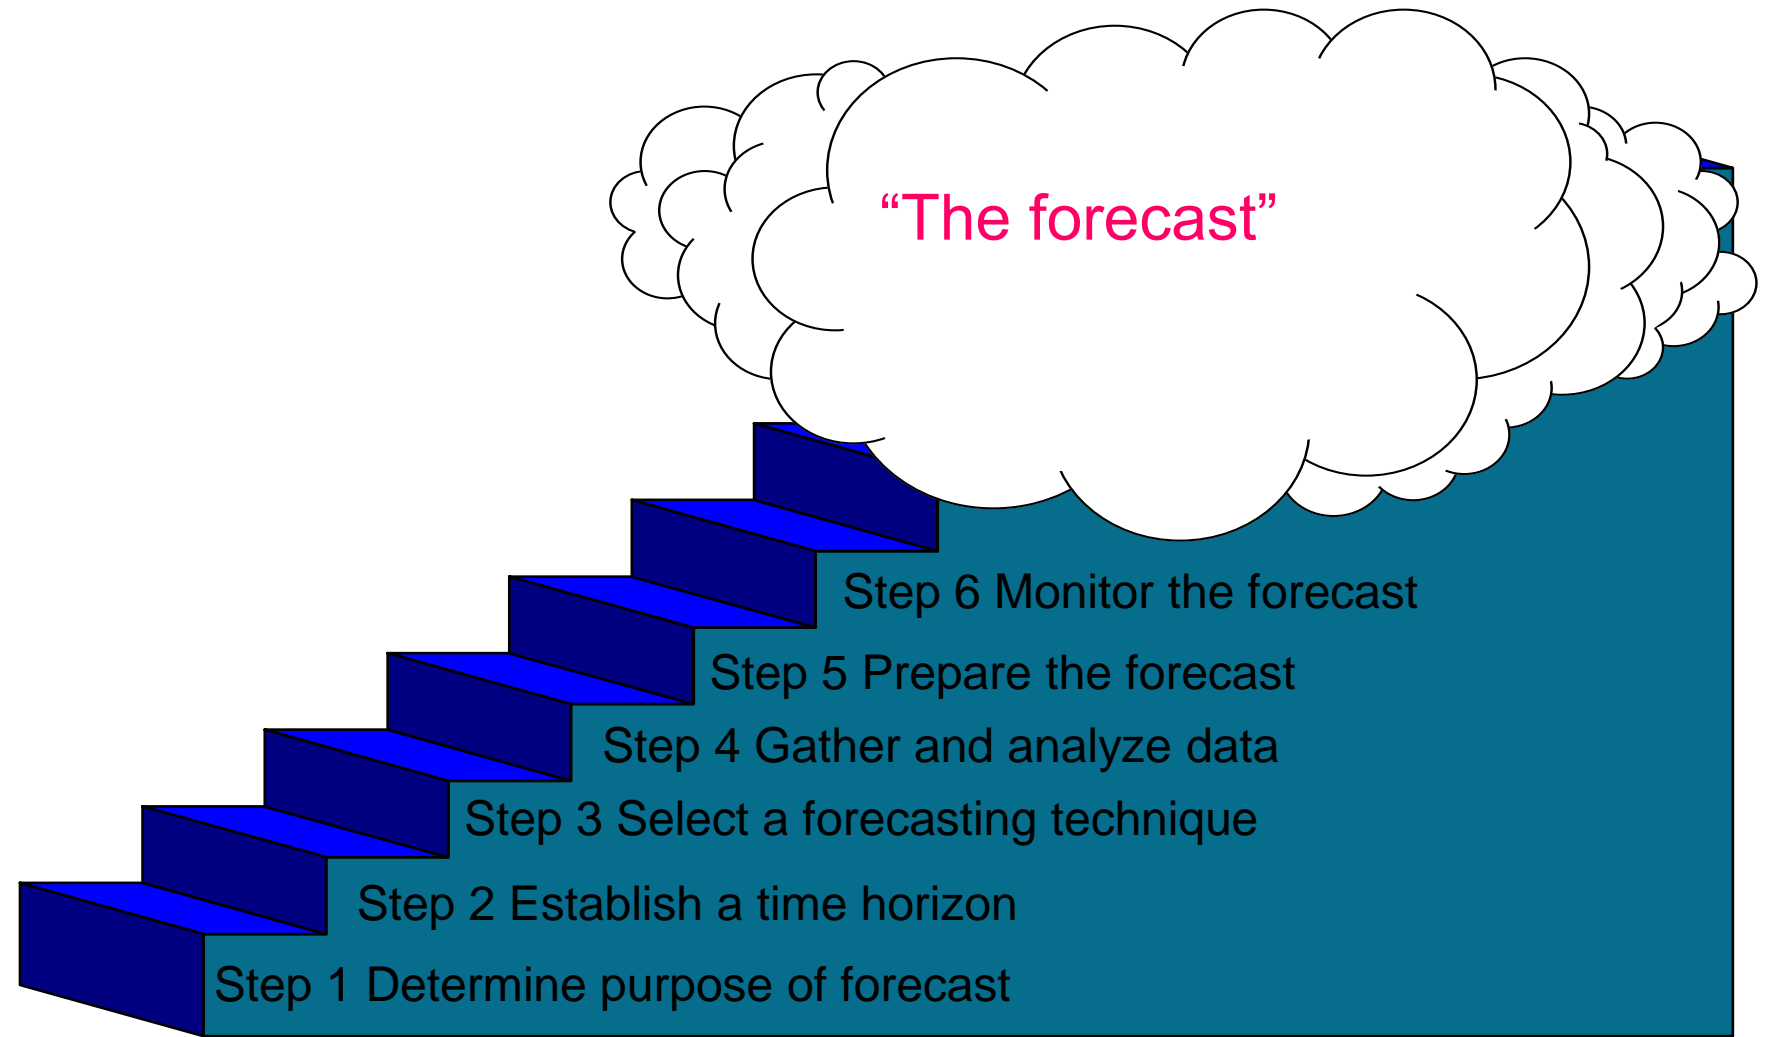 “The forecast”
Step 6 Monitor the forecast
Step 5 Prepare the forecast
Step 4 Gather and analyze data
Step 3 Select a forecasting technique
Step 2 Establish a time horizon
Step 1 Determine purpose of forecast